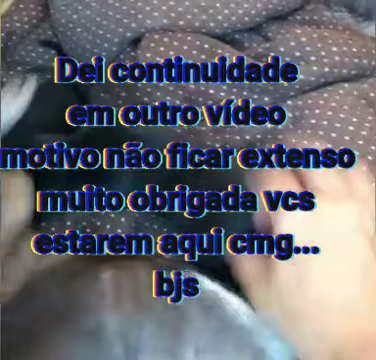 Dei continuidade
em outro vídeo
motivo não ficar extenso
muito obrigada vcs
estarem aqui cmg...
bjs